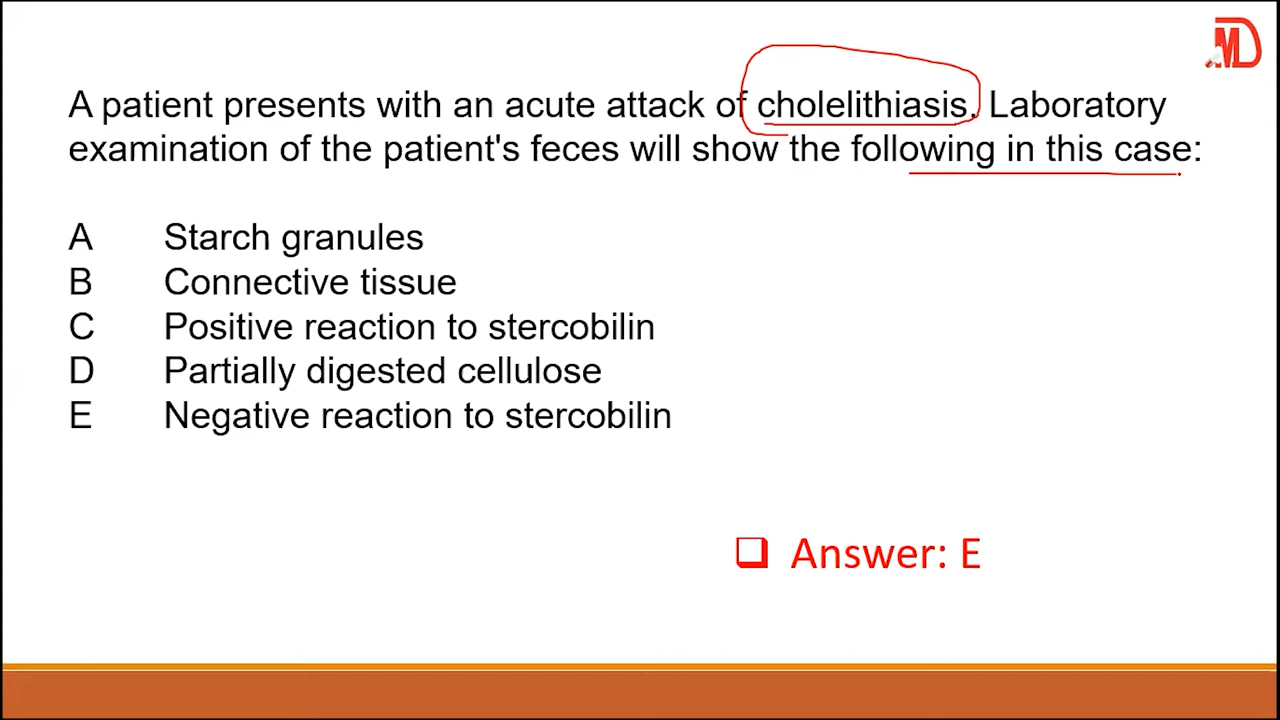 MD
A patient presents with an acute attack of cholelithiasis. Laboratory
examination of the patient's feces will show the following in this case:
A Starch granules
B Connective tissue
C Positive reaction to stercobilin
D Partially digested cellulose
E Negative reaction to stercobilin
❑ Answer: E